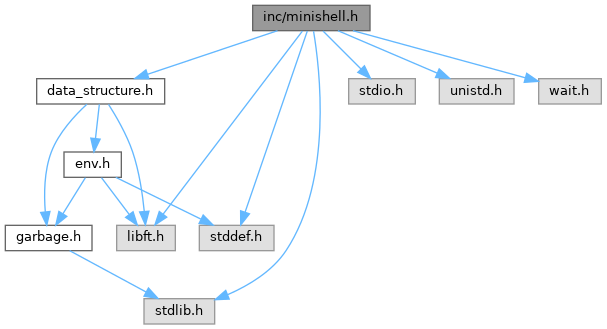 inc/minishell.h
data_structure.h
stdio.h
unistd.h
wait.h
env.h
garbage.h
libft.h
stddef.h
stdlib.h